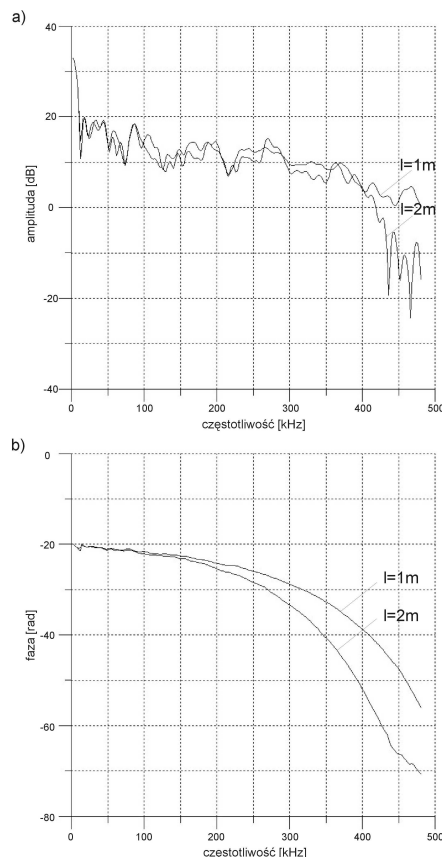 a)
40
20
0
-20
-40
amplituda [dB]
l=1m
l=2m
0 100 200 300 400 500
częstotliwość [kHz]
b)
0
-20
-40
-60
-80
faza [rad]
l=1m
l=2m
0 100 200 300 400 500
częstotliwość [kHz]